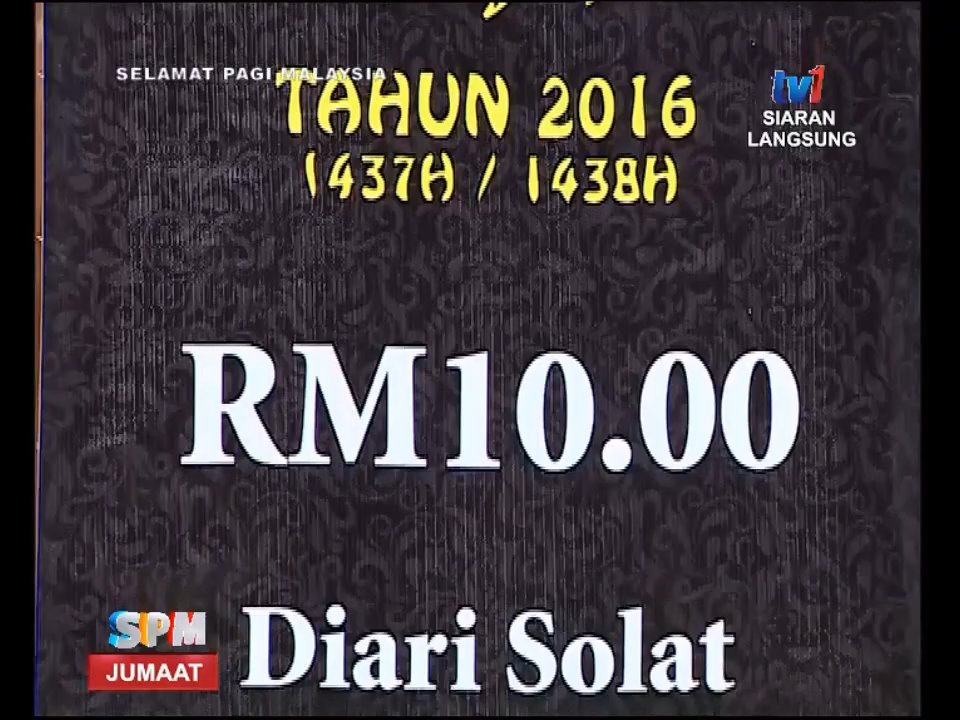 SELAMAT PAGI MALAYSIA
tv1
SIARAN
LANGSUNG
TAHUN 2016
1437H / 1438H
RM10.00
SPM
JUMAAT
Diari Solat